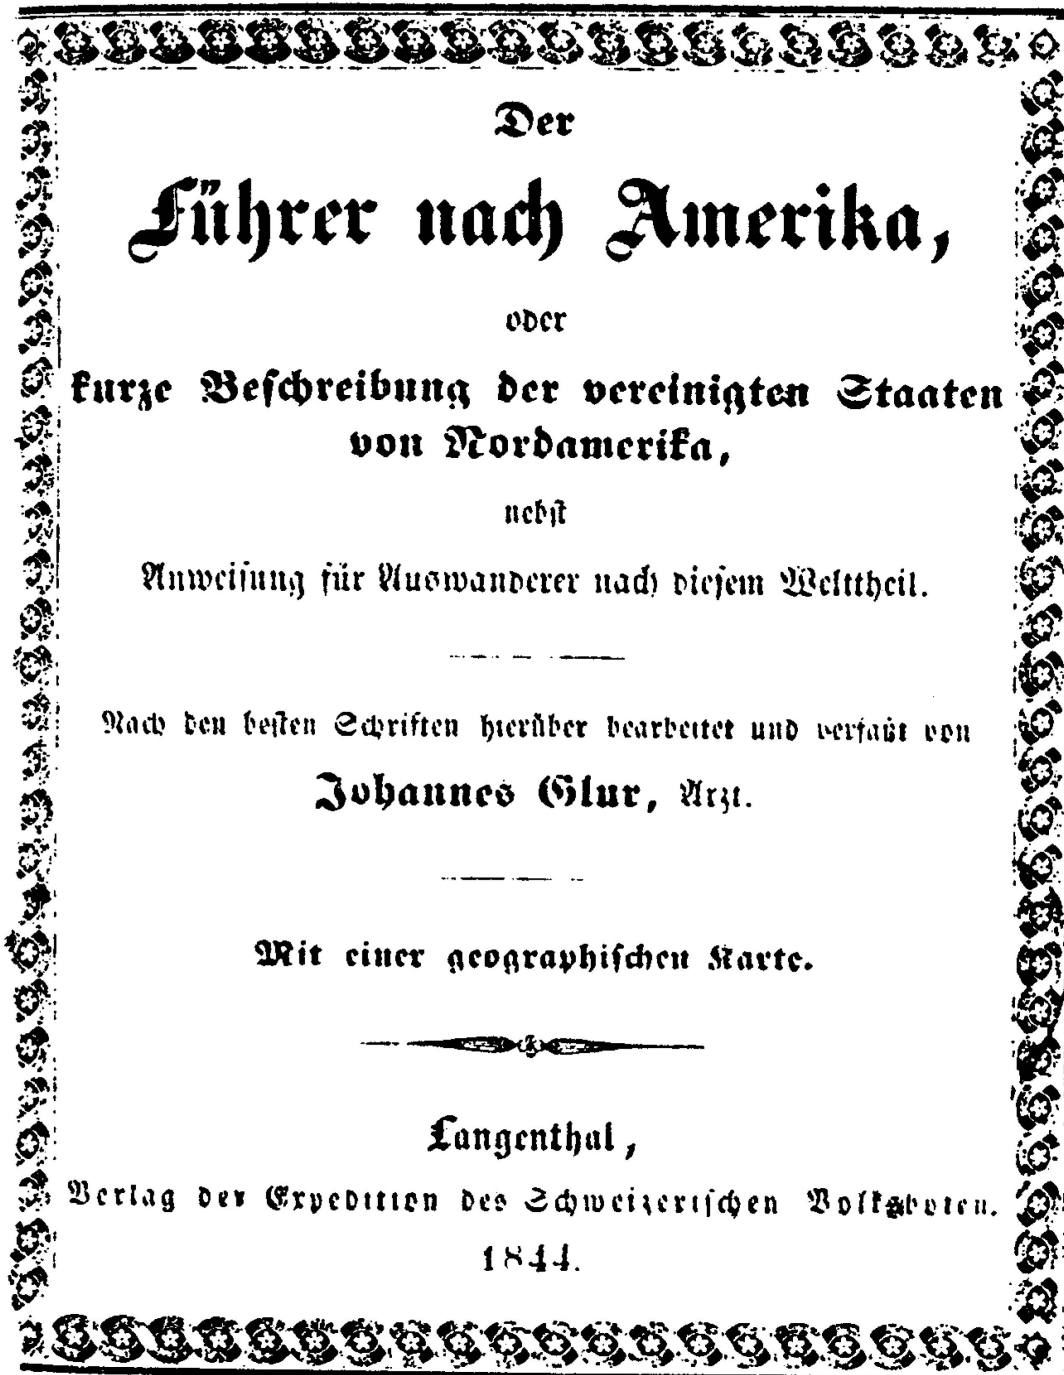 Der
Führer nach Amerika,
oder
kurze Beschreibung der vereinigten Staaten
von Nordamerika,
nebst
Anweisung für Auswanderer nach diesem Welttheil.
Nach den besten Schriften hierüber bearbeitet und verfaßt von
Johannes Glur, Arzt.
Mit einer geographischen Karte.
Langenthal,
Verlag der Expedition des Schweizerischen Volksboten.
1844.